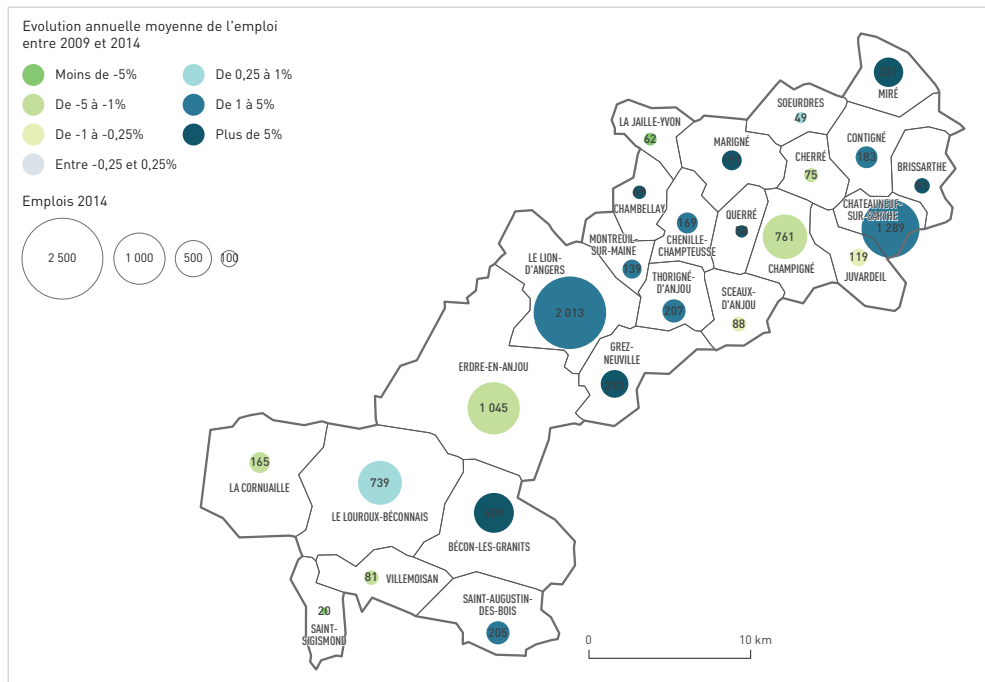 Evolution annuelle moyenne de l'emploi
entre 2009 et 2014
Moins de -5%
De -5 à -1%
De -1 à -0,25%
Entre -0,25 et 0,25%
De 0,25 à 1%
De 1 à 5%
Plus de 5%
Emplois 2014
2 500
1 000
500
100
MIRÉ
SOEURDRES
49
LA JAILLE-YVON
62
MARIGNÉ
CHERRÉ
75
CONTIGNÉ
183
BRISSARTHE
CHAMBELLAY
CHATEAUNEUF-
SUR-SARTHE
1 289
QUERRÉ
169
CHENILLE-
CHAMPTEUSSE
761
CHAMPIGNÉ
119
JUVARDEIL
MONTREUIL-
SUR-MAINE
139
LE LION-
D'ANGERS
2 013
THORIGNÉ-
D'ANJOU
207
SCEAUX-
D'ANJOU
88
GREZ-
NEUVILLE
ERDRE-EN-ANJOU
1 045
165
LA CORNUAILLE
739
LE LOUROUX-BÉCONNAIS
BÉCON-LES-GRANITS
81
VILLEMOISAN
20
SAINT-
SIGISMOND
SAINT-AUGUSTIN-
DES-BOIS
205
0
10 km